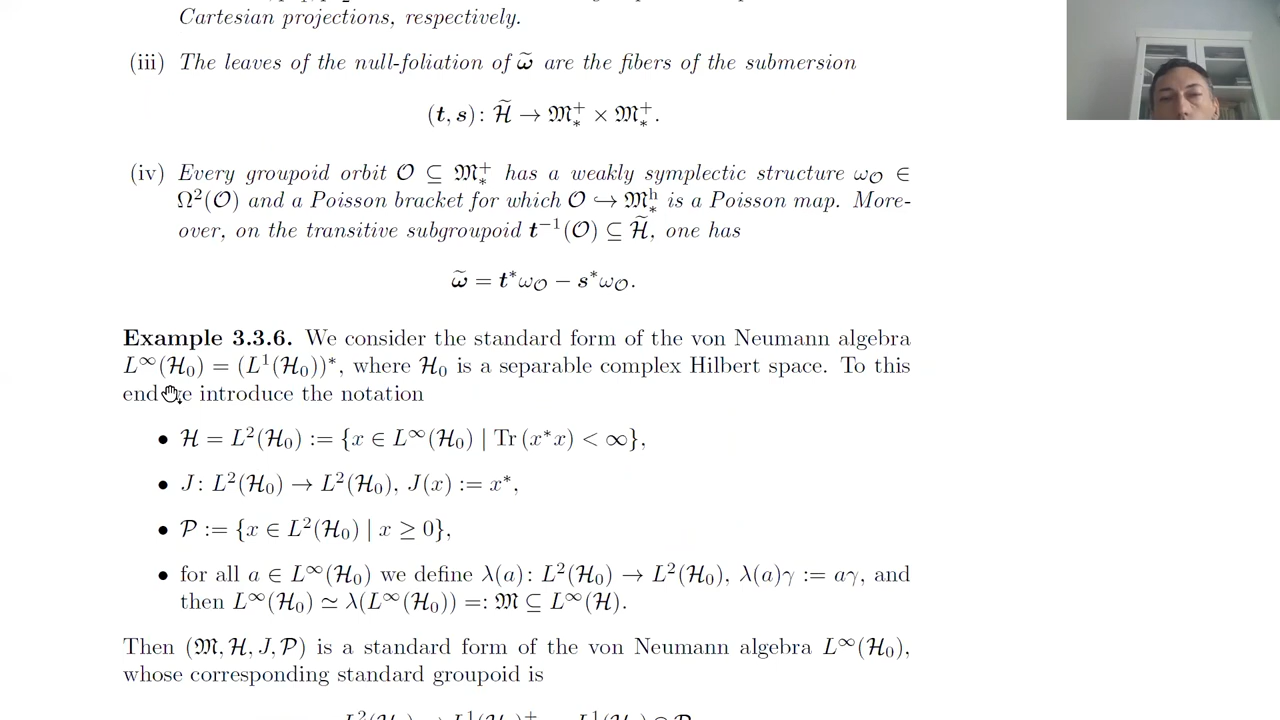 Cartesian projections, respectively.
(iii) The leaves of the null-foliation of ω̃ are the fibers of the submersion
(t, s): ℋ̃ → 𝔐⁺_* × 𝔐⁺_*.
(iv) Every groupoid orbit 𝒪 ⊆ 𝔐⁺_* has a weakly symplectic structure ω_𝒪 ∈
Ω²(𝒪) and a Poisson bracket for which 𝒪 ↪ 𝔐ʰ_* is a Poisson map. More-
over, on the transitive subgroupoid t⁻¹(𝒪) ⊆ ℋ̃, one has
ω̃ = t*ω_𝒪 − s*ω_𝒪.
Example 3.3.6. We consider the standard form of the von Neumann algebra
L^∞(ℋ₀) = (L¹(ℋ₀))*, where ℋ₀ is a separable complex Hilbert space. To this
end introduce the notation
• ℋ = L²(ℋ₀) := {x ∈ L^∞(ℋ₀) | Tr (x*x) < ∞},
• J: L²(ℋ₀) → L²(ℋ₀), J(x) := x*,
• 𝒫 := {x ∈ L²(ℋ₀) | x ≥ 0},
• for all a ∈ L^∞(ℋ₀) we define λ(a): L²(ℋ₀) → L²(ℋ₀), λ(a)γ := aγ, and
then L^∞(ℋ₀) ≃ λ(L^∞(ℋ₀)) =: 𝔐 ⊆ L^∞(ℋ).
Then (𝔐, ℋ, J, 𝒫) is a standard form of the von Neumann algebra L^∞(ℋ₀),
whose corresponding standard groupoid is